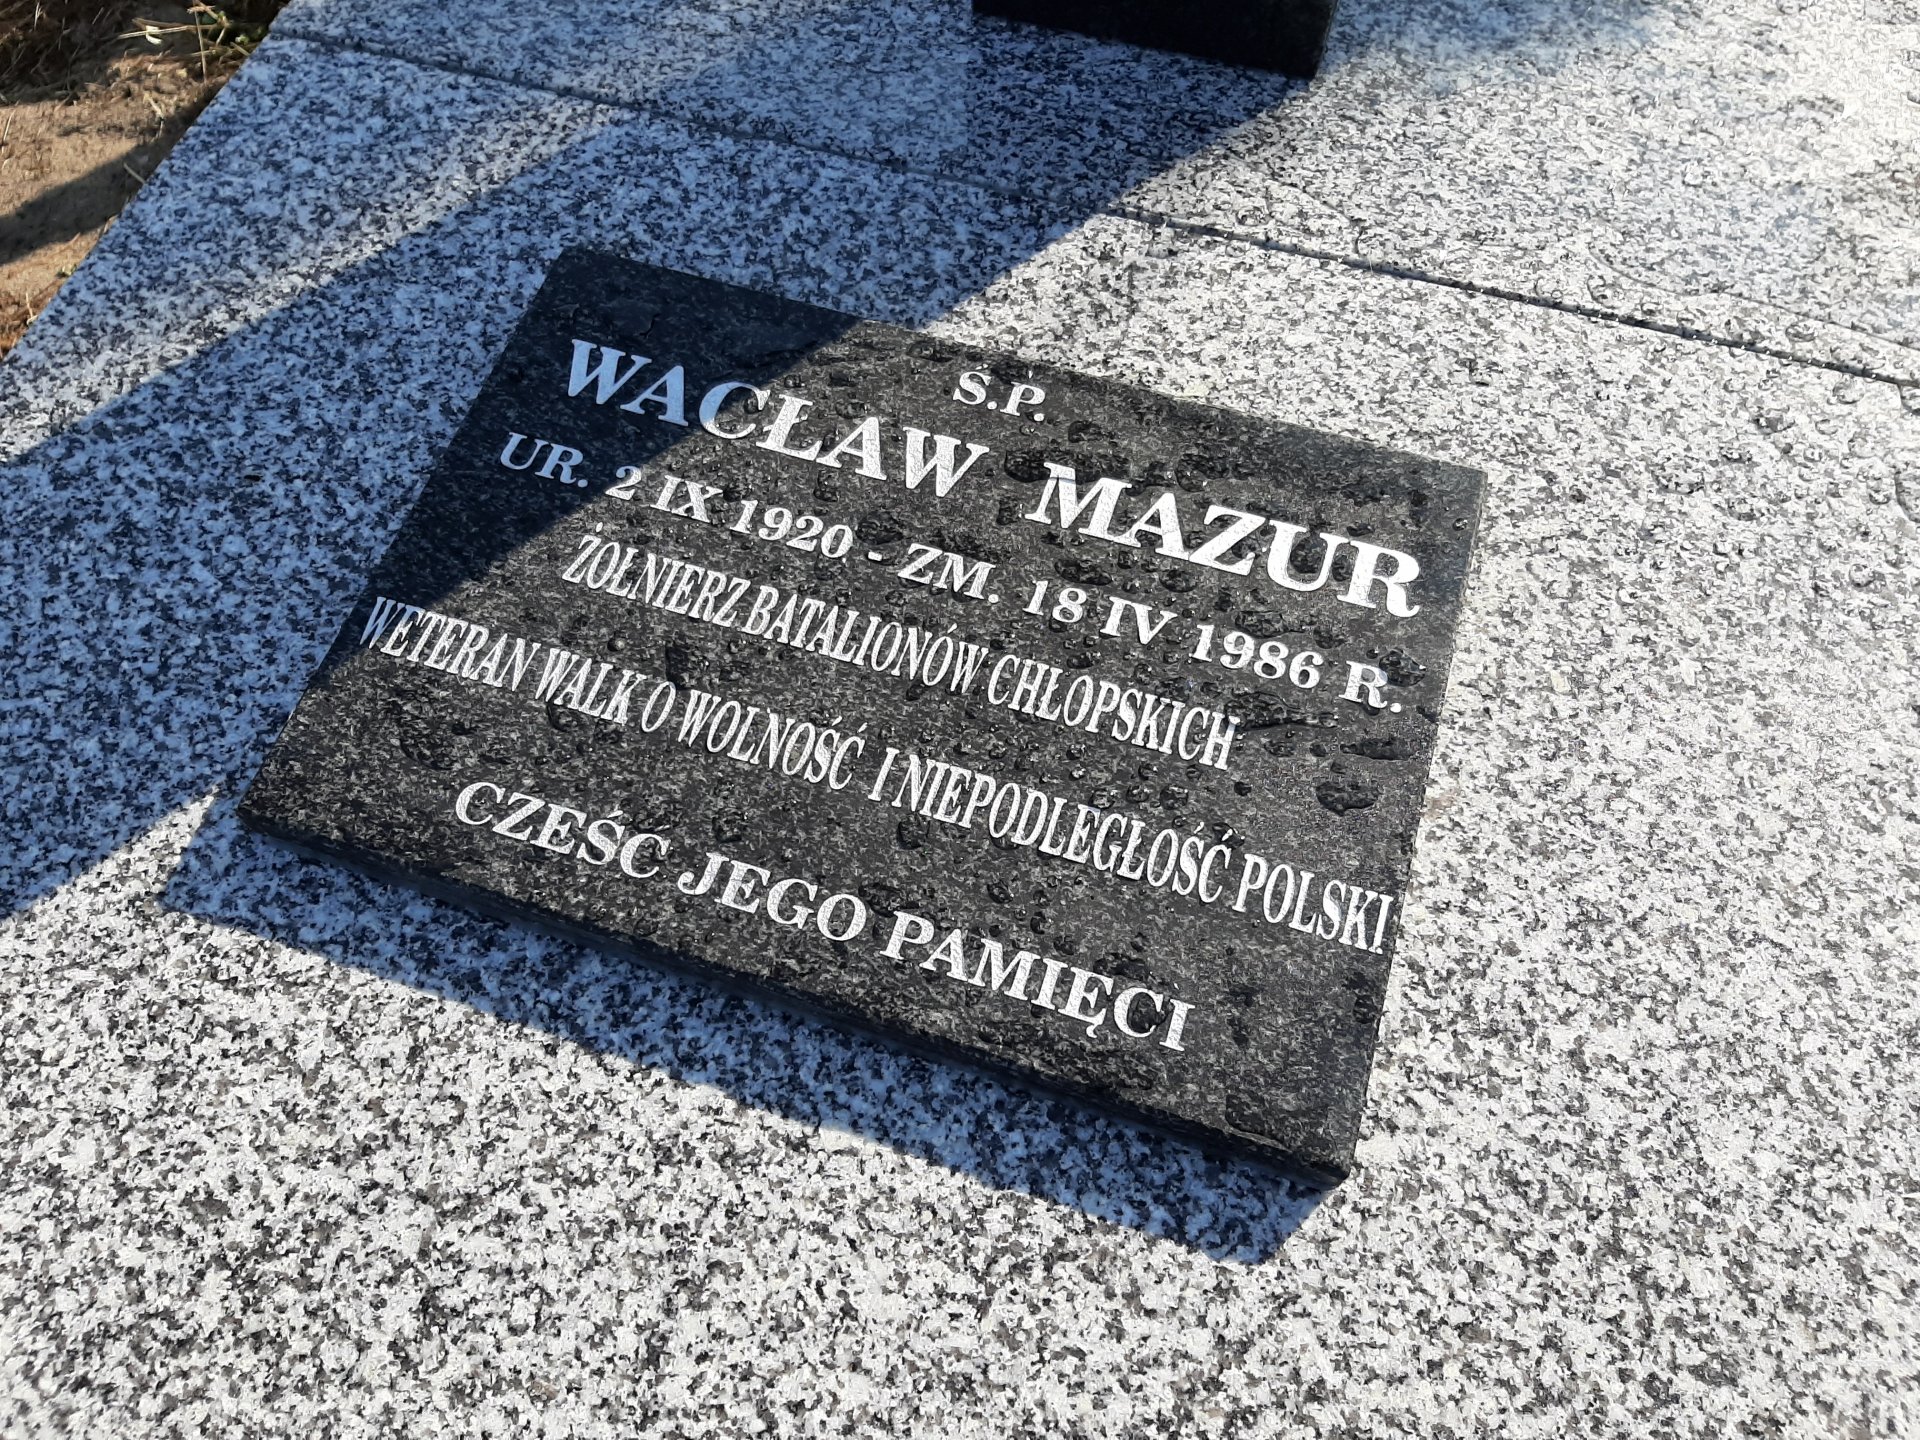 Ś.P.
WACŁAW MAZUR
UR. 2 IX 1920 - ZM. 18 IV 1986 R.
ŻOŁNIERZ BATALIONÓW CHŁOPSKICH
WETERAN WALK O WOLNOŚĆ I NIEPODLEGŁOŚĆ POLSKI
CZEŚĆ JEGO PAMIĘCI